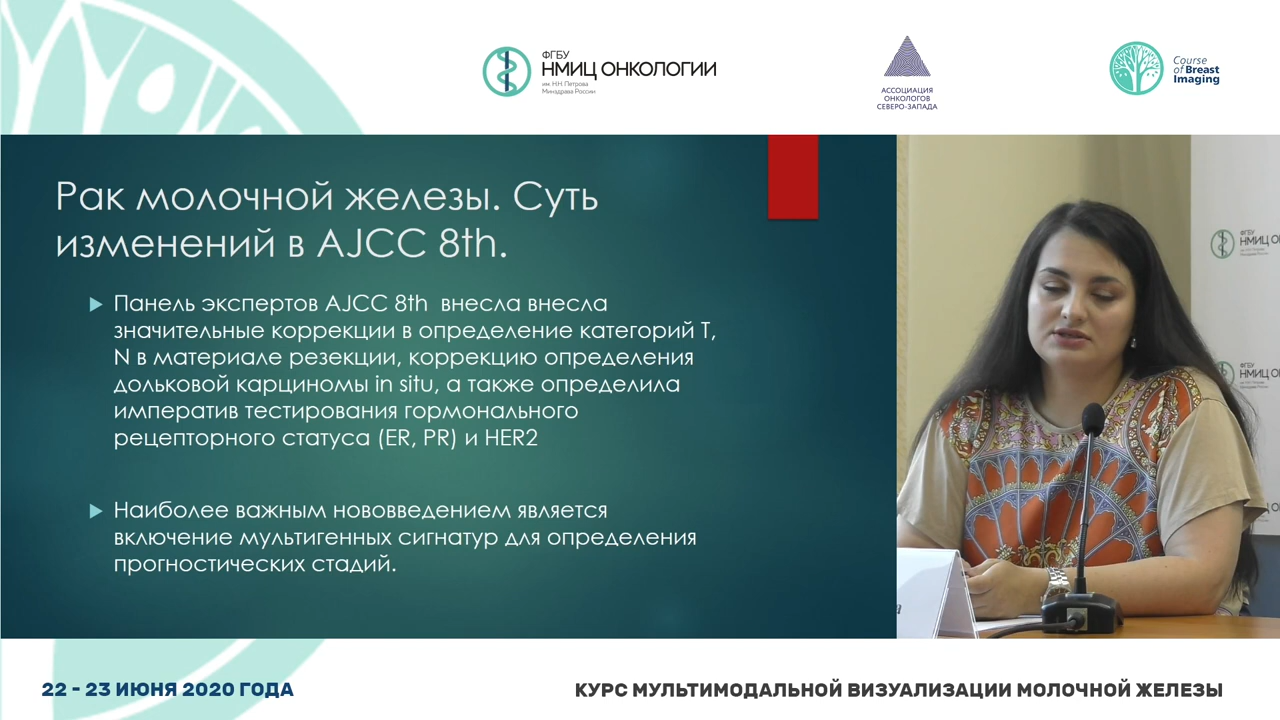 ФГБУ
НМИЦ ОНКОЛОГИИ
им. Н.Н. Петрова
Минздрава России
АССОЦИАЦИЯ
ОНКОЛОГОВ
СЕВЕРО-ЗАПАДА
Course
of Breast
Imaging
Рак молочной железы. Суть
изменений в AJCC 8th.
Панель экспертов AJCC 8th внесла внесла
значительные коррекции в определение категорий T,
N в материале резекции, коррекцию определения
дольковой карциномы in situ, а также определила
императив тестирования гормонального
рецепторного статуса (ER, PR) и HER2
Наиболее важным нововведением является
включение мультигенных сигнатур для определения
прогностических стадий.
ФГБУ
НМИЦ
22 - 23 ИЮНЯ 2020 ГОДА
КУРС МУЛЬТИМОДАЛЬНОЙ ВИЗУАЛИЗАЦИИ МОЛОЧНОЙ ЖЕЛЕЗЫ